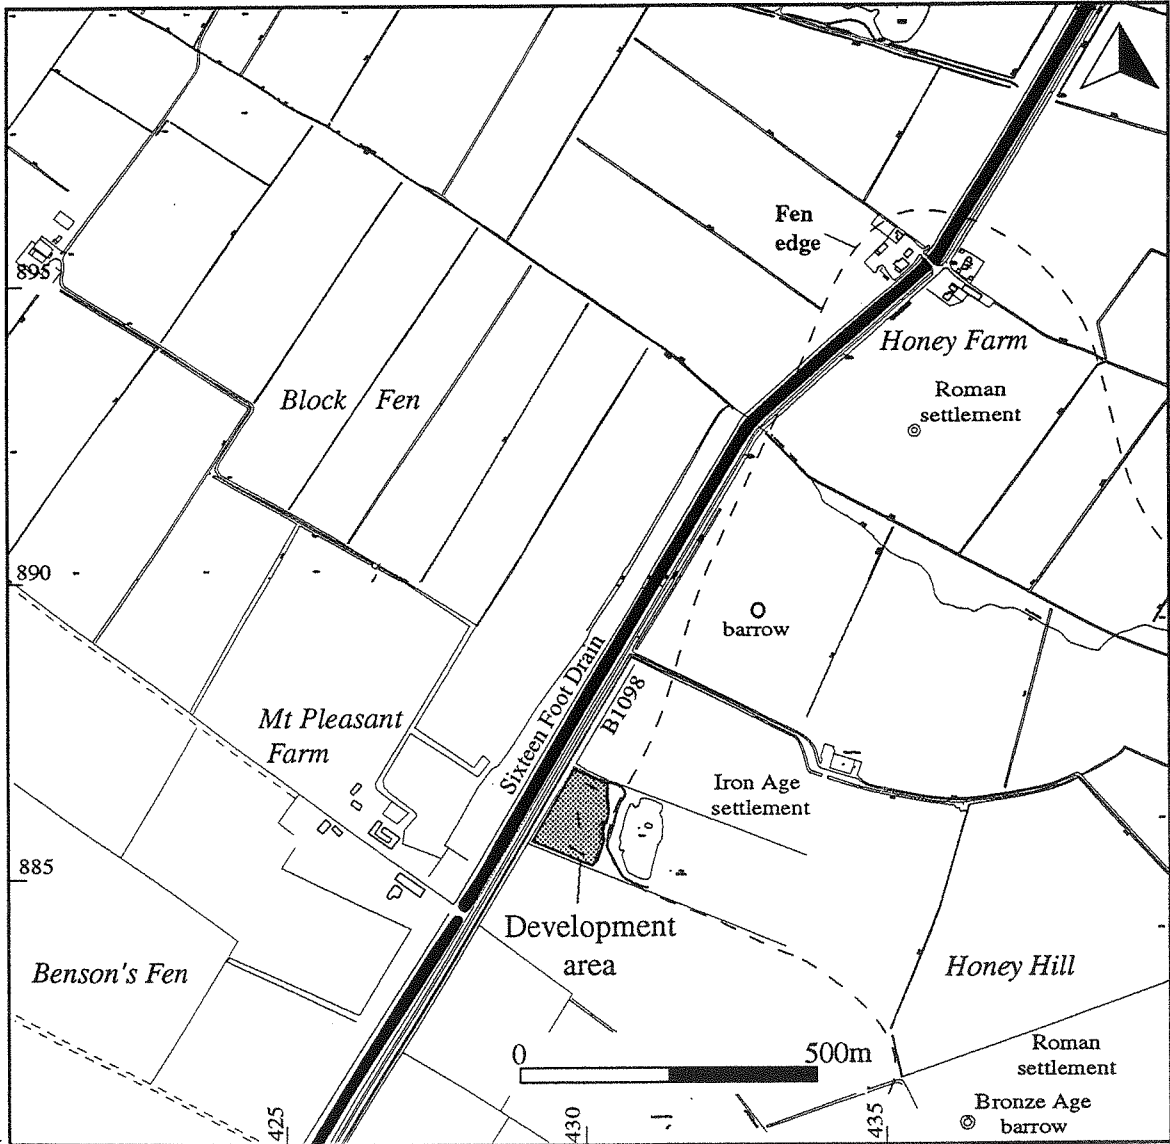 Fen
edge
895
Honey Farm
Roman
settlement
Block Fen
890
barrow
Sixteen Foot Drain
B1098
Mt Pleasant
Farm
Iron Age
settlement
885
Development
area
Benson's Fen
Honey Hill
0 500m
Roman
settlement
Bronze Age
barrow
425
430
435